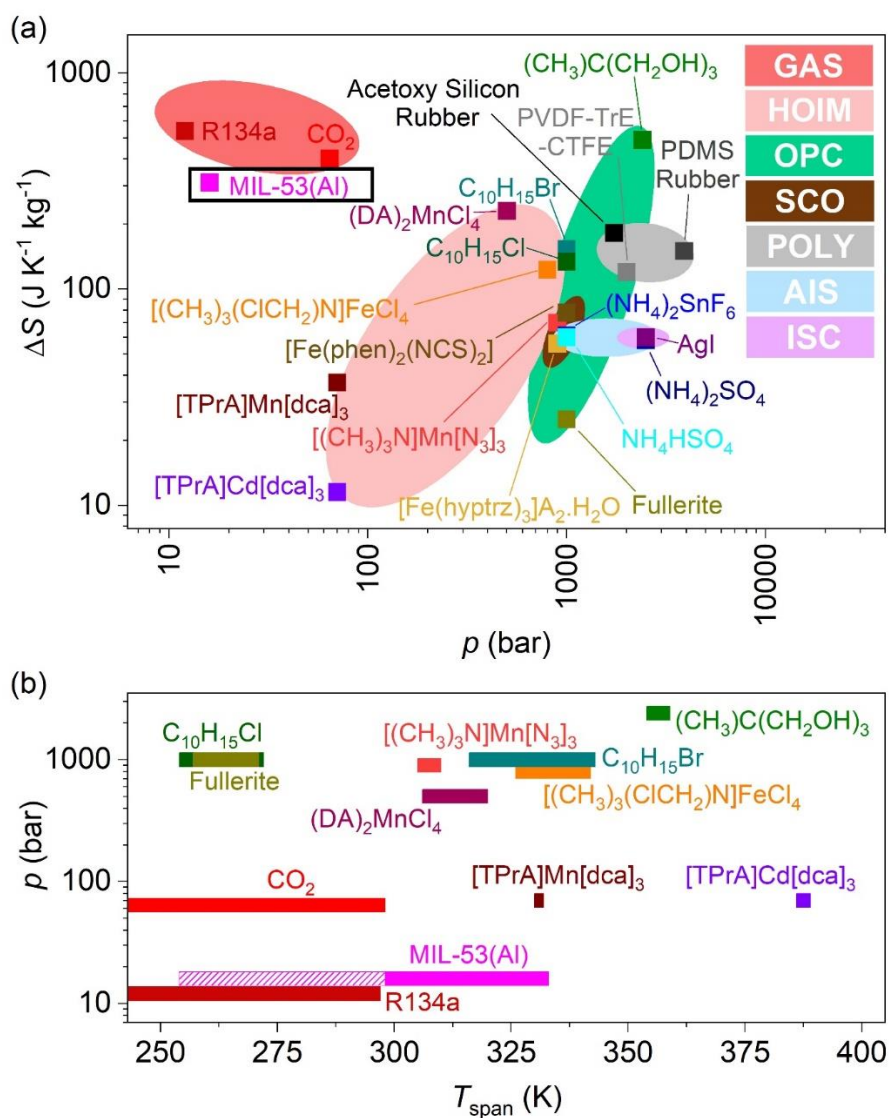 (a)
1000
100
10
ΔS (J K⁻¹ kg⁻¹)
R134a
CO₂
MIL-53(Al)
Acetoxy Silicon
Rubber
(CH₃)C(CH₂OH)₃
PVDF-TrE
-CTFE
PDMS
Rubber
C₁₀H₁₅Br
(DA)₂MnCl₄
C₁₀H₁₅Cl
[(CH₃)₃(ClCH₂)N]FeCl₄
[Fe(phen)₂(NCS)₂]
(NH₄)₂SnF₆
AgI
(NH₄)₂SO₄
[TPrA]Mn[dca]₃
[(CH₃)₃N]Mn[N₃]₃
NH₄HSO₄
[TPrA]Cd[dca]₃
[Fe(hyptrz)₃]A₂.H₂O
Fullerite
GAS
HOIM
OPC
SCO
POLY
AIS
ISC
10
100
1000
10000
p (bar)
(b)
1000
100
10
p (bar)
C₁₀H₁₅Cl
Fullerite
[(CH₃)₃N]Mn[N₃]₃
(DA)₂MnCl₄
(CH₃)C(CH₂OH)₃
C₁₀H₁₅Br
[(CH₃)₃(ClCH₂)N]FeCl₄
CO₂
[TPrA]Mn[dca]₃
[TPrA]Cd[dca]₃
MIL-53(Al)
R134a
250
275
300
325
350
375
400
Tspan (K)